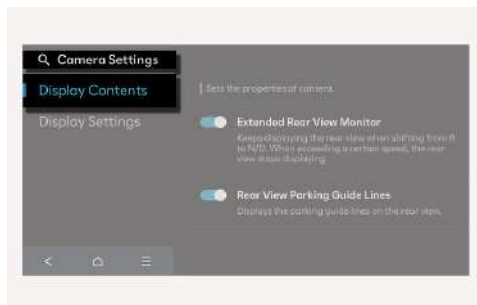 Camera Settings
Display Contents
Display Settings
Sets the properties of camera.
Extended Rear View Monitor
Keeps displaying the rear view when shifting from R
to N/D. When exceeding a certain speed, the rear
view stops displaying.
Rear View Parking Guide Lines
Displays the parking guide lines on the rear view.